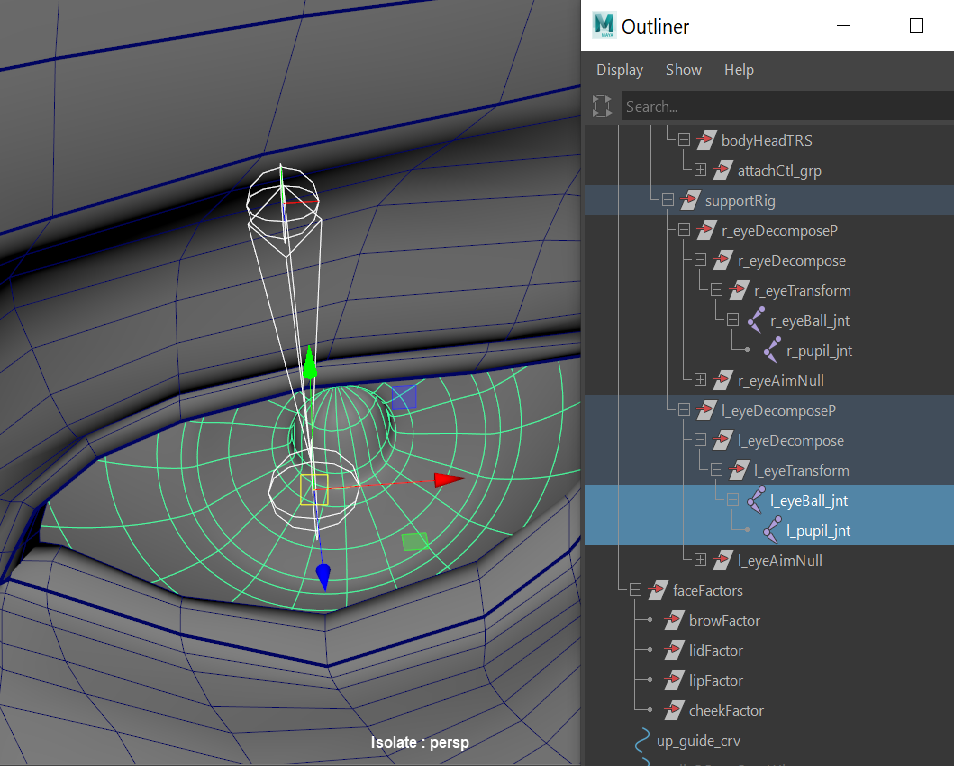 Outliner
Display Show Help
Search...
bodyHeadTRS
attachCtl_grp
supportRig
r_eyeDecomposeP
r_eyeDecompose
r_eyeTransform
r_eyeBall_jnt
r_pupil_jnt
r_eyeAimNull
l_eyeDecomposeP
l_eyeDecompose
l_eyeTransform
l_eyeBall_jnt
l_pupil_jnt
l_eyeAimNull
faceFactors
browFactor
lidFactor
lipFactor
cheekFactor
up_guide_crv
Isolate : persp